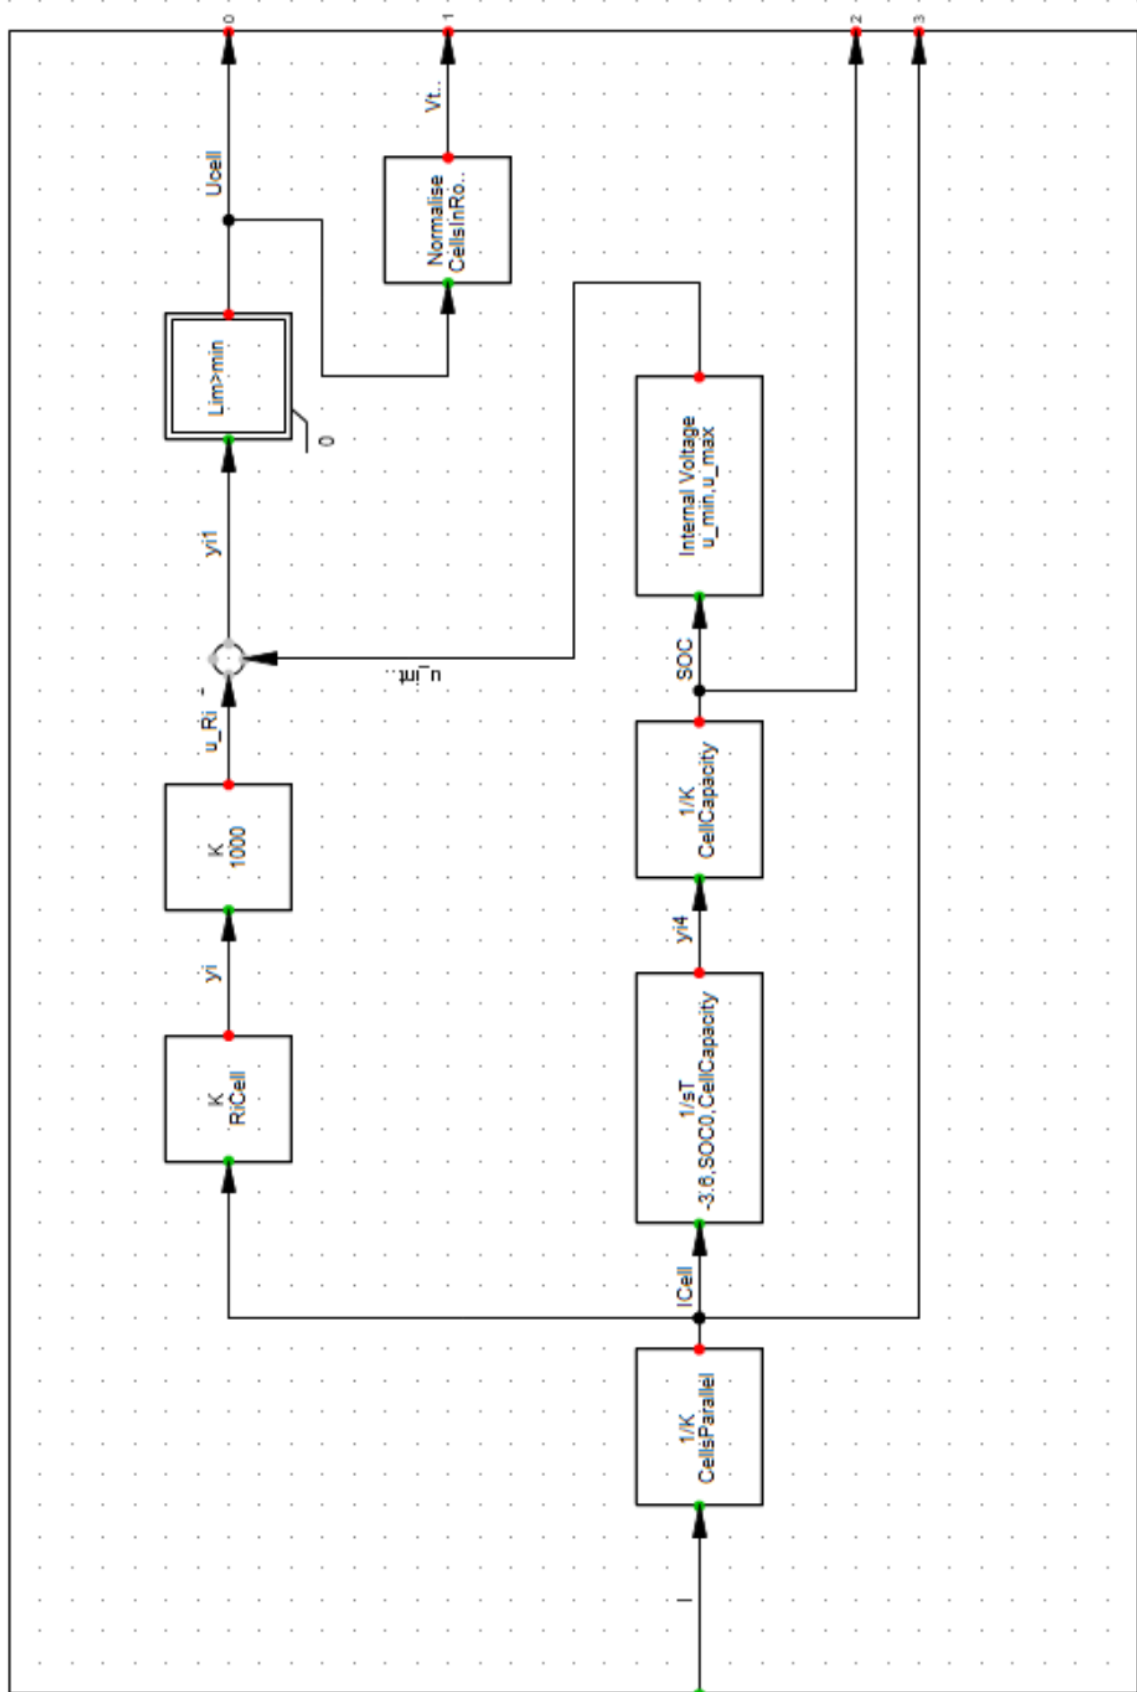 0
1
2
3
Ucell
Vt..
Normalise
CellsInRo..
Lim>min
0
yi1
u_int..
Internal Voltage
u_min,u_max
SOC
-
u_Ri
K
1000
1/K
CellCapacity
yi
yi4
K
RiCell
1/sT
-3.6,SOC0,CellCapacity
ICell
1/K
CellsParallel
I